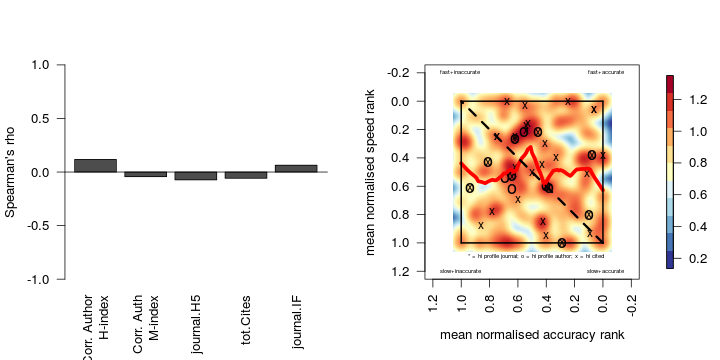 Spearman's rho
1.0
0.5
0.0
-0.5
-1.0
Corr. Author
H-index
Corr. Auth
M-index
journal.H5
tot.Cites
journal.IF
mean normalised speed rank
-0.2
0.0
0.2
0.4
0.6
0.8
1.0
1.2
fast+inaccurate
fast+accurate
* = hi profile journal; o = hi profile author; x = hi cited
slow+inaccurate
slow+accurate
1.2
1.0
0.8
0.6
0.4
0.2
0.0
-0.2
mean normalised accuracy rank
1.2
1.0
0.8
0.6
0.4
0.2